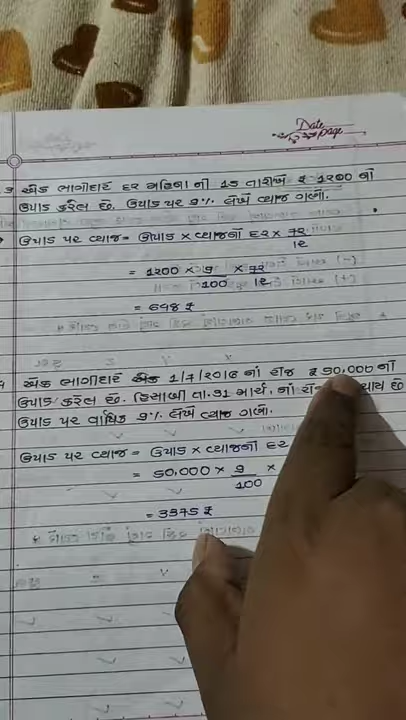 Date
Page
એક ભાગીદારે દર મહિના ની 15 તારીખે ₹ 1200 નો
ઉપાડ કરેલ છે. ઉપાડ પર 9% લેખે વ્યાજ ગણો.
ઉપાડ પર વ્યાજ = ઉપાડ × વ્યાજનો દર × 72
12
= 1200 × 9 × 72
100 12
= 648 ₹
એક ભાગીદારે 1/7/2016 નાં રોજ ₹ 50,000 નો
ઉપાડ કરેલ છે. હિસાબો તા. 31 માર્ચ. નાં થાય છે
ઉપાડ પર વાર્ષિક 9% લેખે વ્યાજ ગણો.
ઉપાડ પર વ્યાજ = ઉપાડ × વ્યાજનો દર
= 50,000 × 9 ×
100
= 3375 ₹